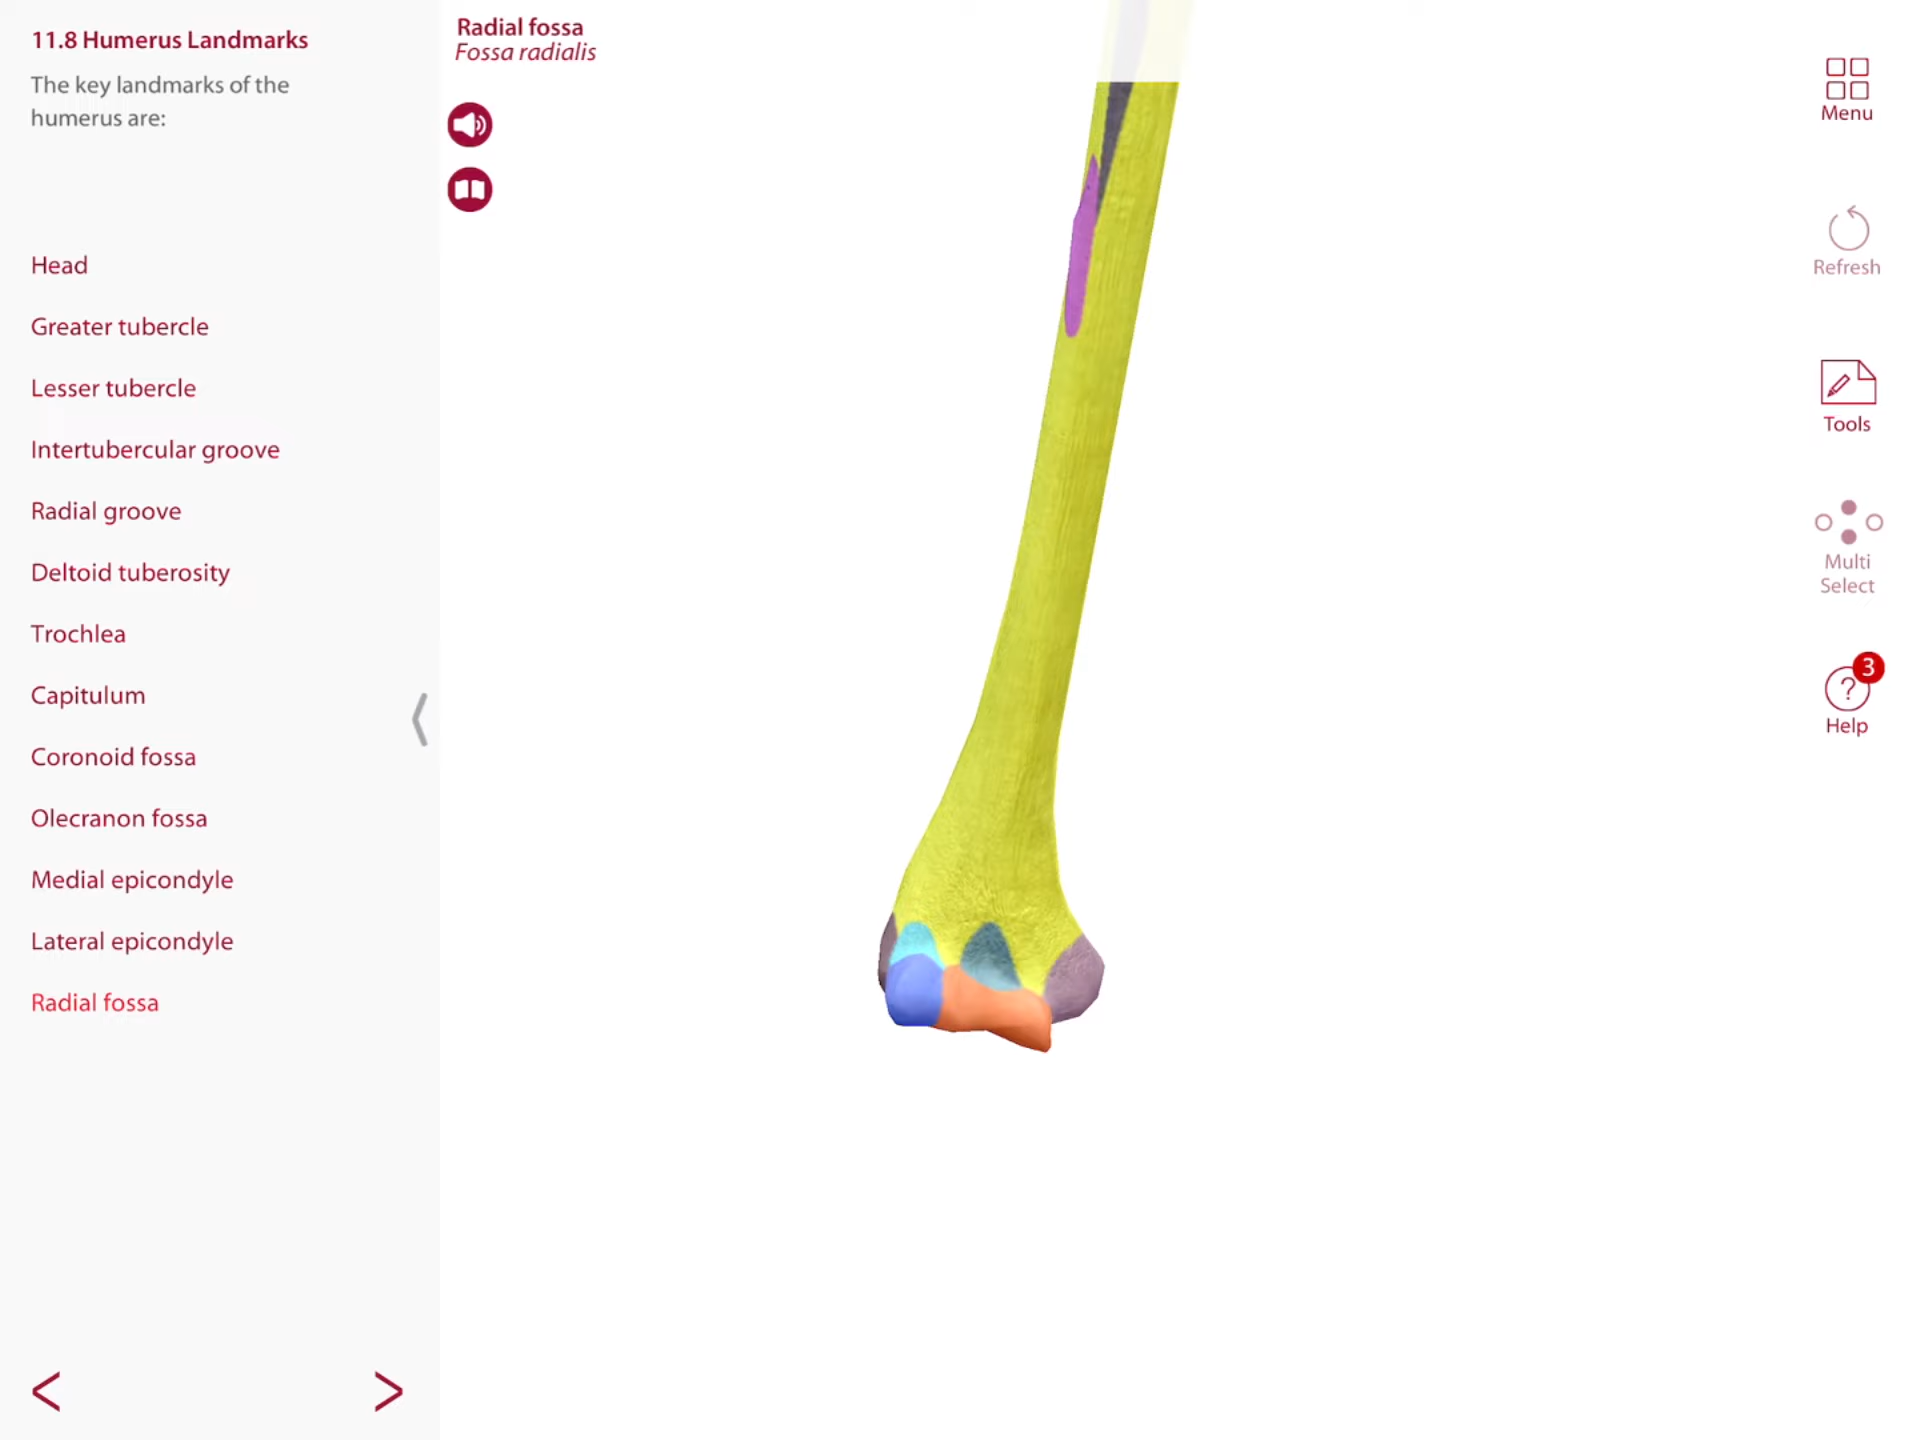 11.8 Humerus Landmarks
The key landmarks of the
humerus are:
Head
Greater tubercle
Lesser tubercle
Intertubercular groove
Radial groove
Deltoid tuberosity
Trochlea
Capitulum
Coronoid fossa
Olecranon fossa
Medial epicondyle
Lateral epicondyle
Radial fossa
Radial fossa
Fossa radialis
Menu
Refresh
Tools
Multi
Select
3
?
Help